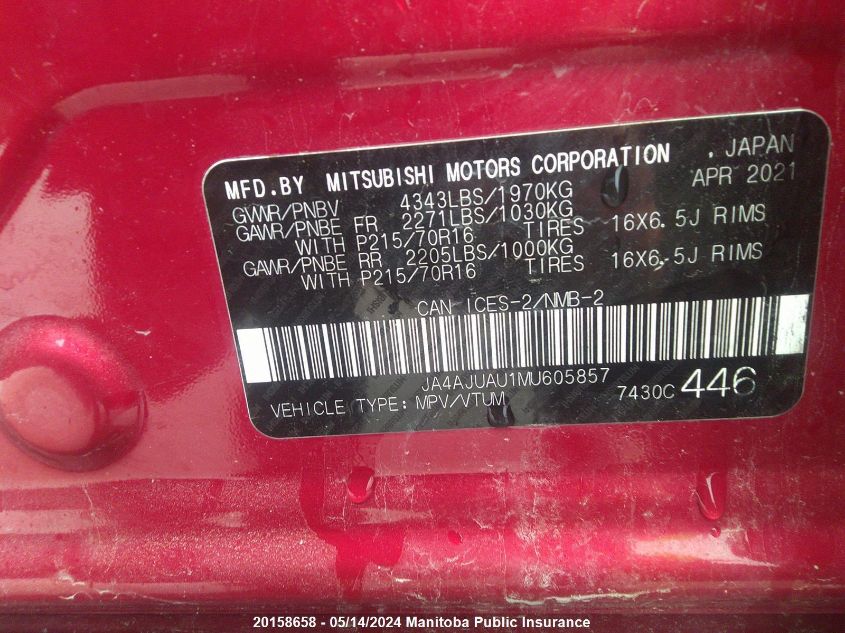 MFD.BY MITSUBISHI MOTORS CORPORATION , JAPAN
GVWR/PNBV 4343LBS/1970KG APR 2021
GAWR/PNBE FR 2271LBS/1030KG
WITH P215/70R16 TIRES 16X6.5J RIMS
GAWR/PNBE RR 2205LBS/1000KG
WITH P215/70R16 TIRES 16X6.5J RIMS
CAN ICES-2/NMB-2
JA4AJUAU1MU605857
VEHICLE TYPE: MPV/VTUM 7430C 446
20158658 - 05/14/2024 Manitoba Public Insurance